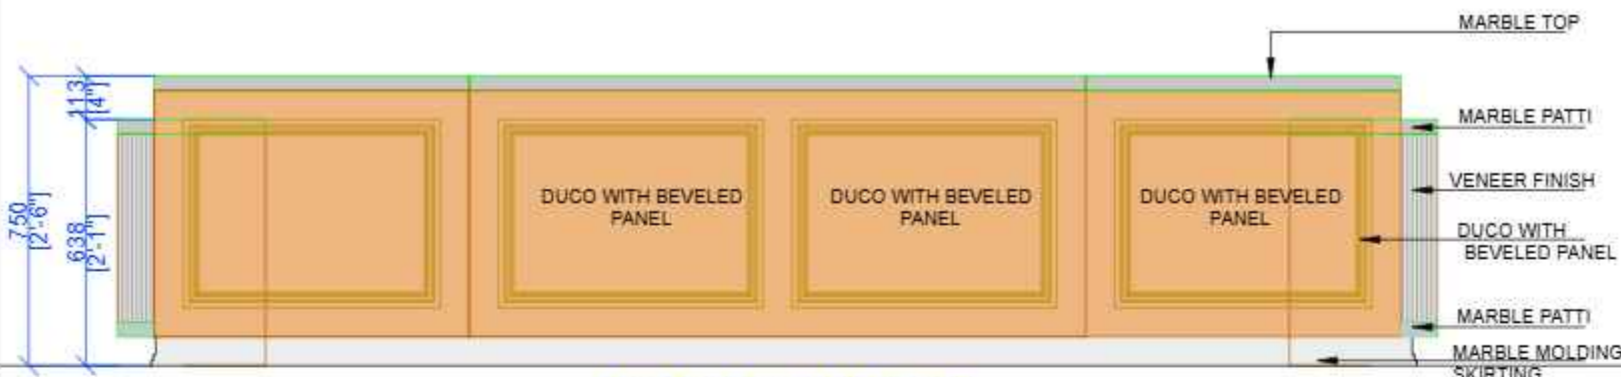 MARBLE TOP
113
[4"]
MARBLE PATTI
VENEER FINISH
DUCO WITH BEVELED
PANEL
DUCO WITH BEVELED
PANEL
DUCO WITH BEVELED
PANEL
750
[2'-6"]
638
[2'-1"]
DUCO WITH
BEVELED PANEL
MARBLE PATTI
MARBLE MOLDING
SKIRTING